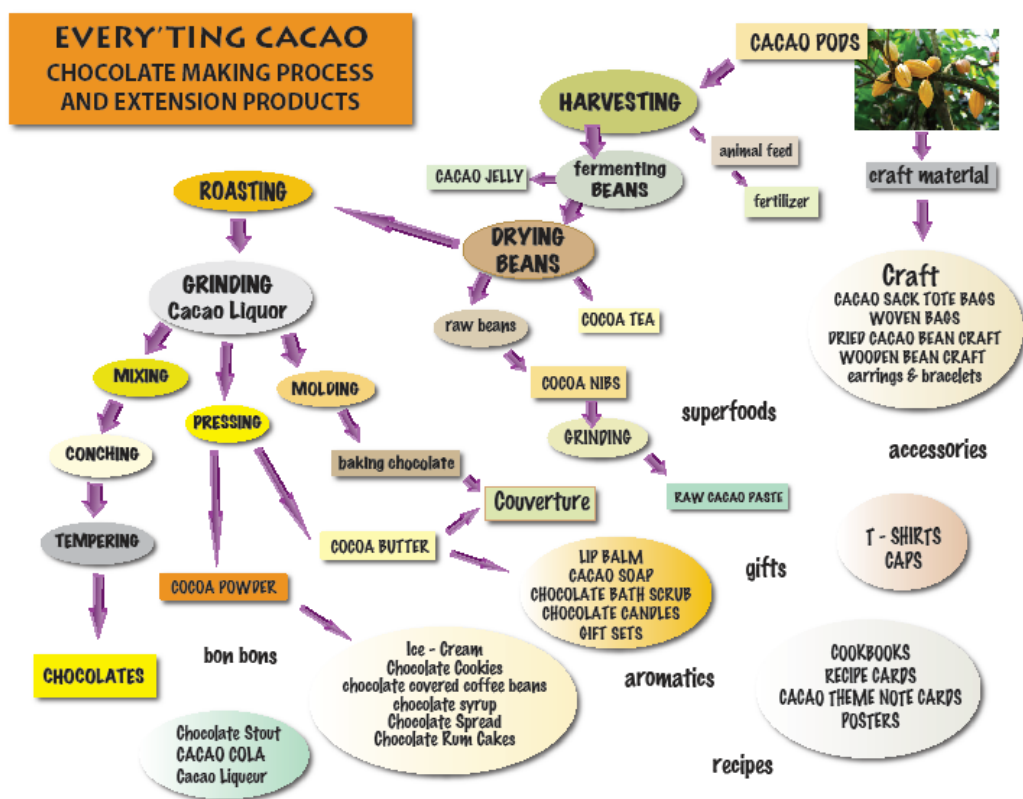 EVERY'TING CACAO
CHOCOLATE MAKING PROCESS
AND EXTENSION PRODUCTS
CACAO PODS
HARVESTING
animal feed
fertilizer
craft material
CACAO JELLY
fermenting
BEANS
ROASTING
DRYING
BEANS
GRINDING
Cacao Liquor
raw beans
COCOA TEA
Craft
CACAO SACK TOTE BAGS
WOVEN BAGS
DRIED CACAO BEAN CRAFT
WOODEN BEAN CRAFT
earrings & bracelets
MIXING
MOLDING
COCOA NIBS
superfoods
PRESSING
GRINDING
accessories
CONCHING
baking chocolate
RAW CACAO PASTE
Couverture
TEMPERING
COCOA BUTTER
T - SHIRTS
CAPS
LIP BALM
CACAO SOAP
CHOCOLATE BATH SCRUB
CHOCOLATE CANDLES
GIFT SETS
gifts
COCOA POWDER
CHOCOLATES
bon bons
Ice - Cream
Chocolate Cookies
chocolate covered coffee beans
chocolate syrup
Chocolate Spread
Chocolate Rum Cakes
aromatics
COOKBOOKS
RECIPE CARDS
CACAO THEME NOTE CARDS
POSTERS
Chocolate Stout
CACAO COLA
Cacao Liqueur
recipes